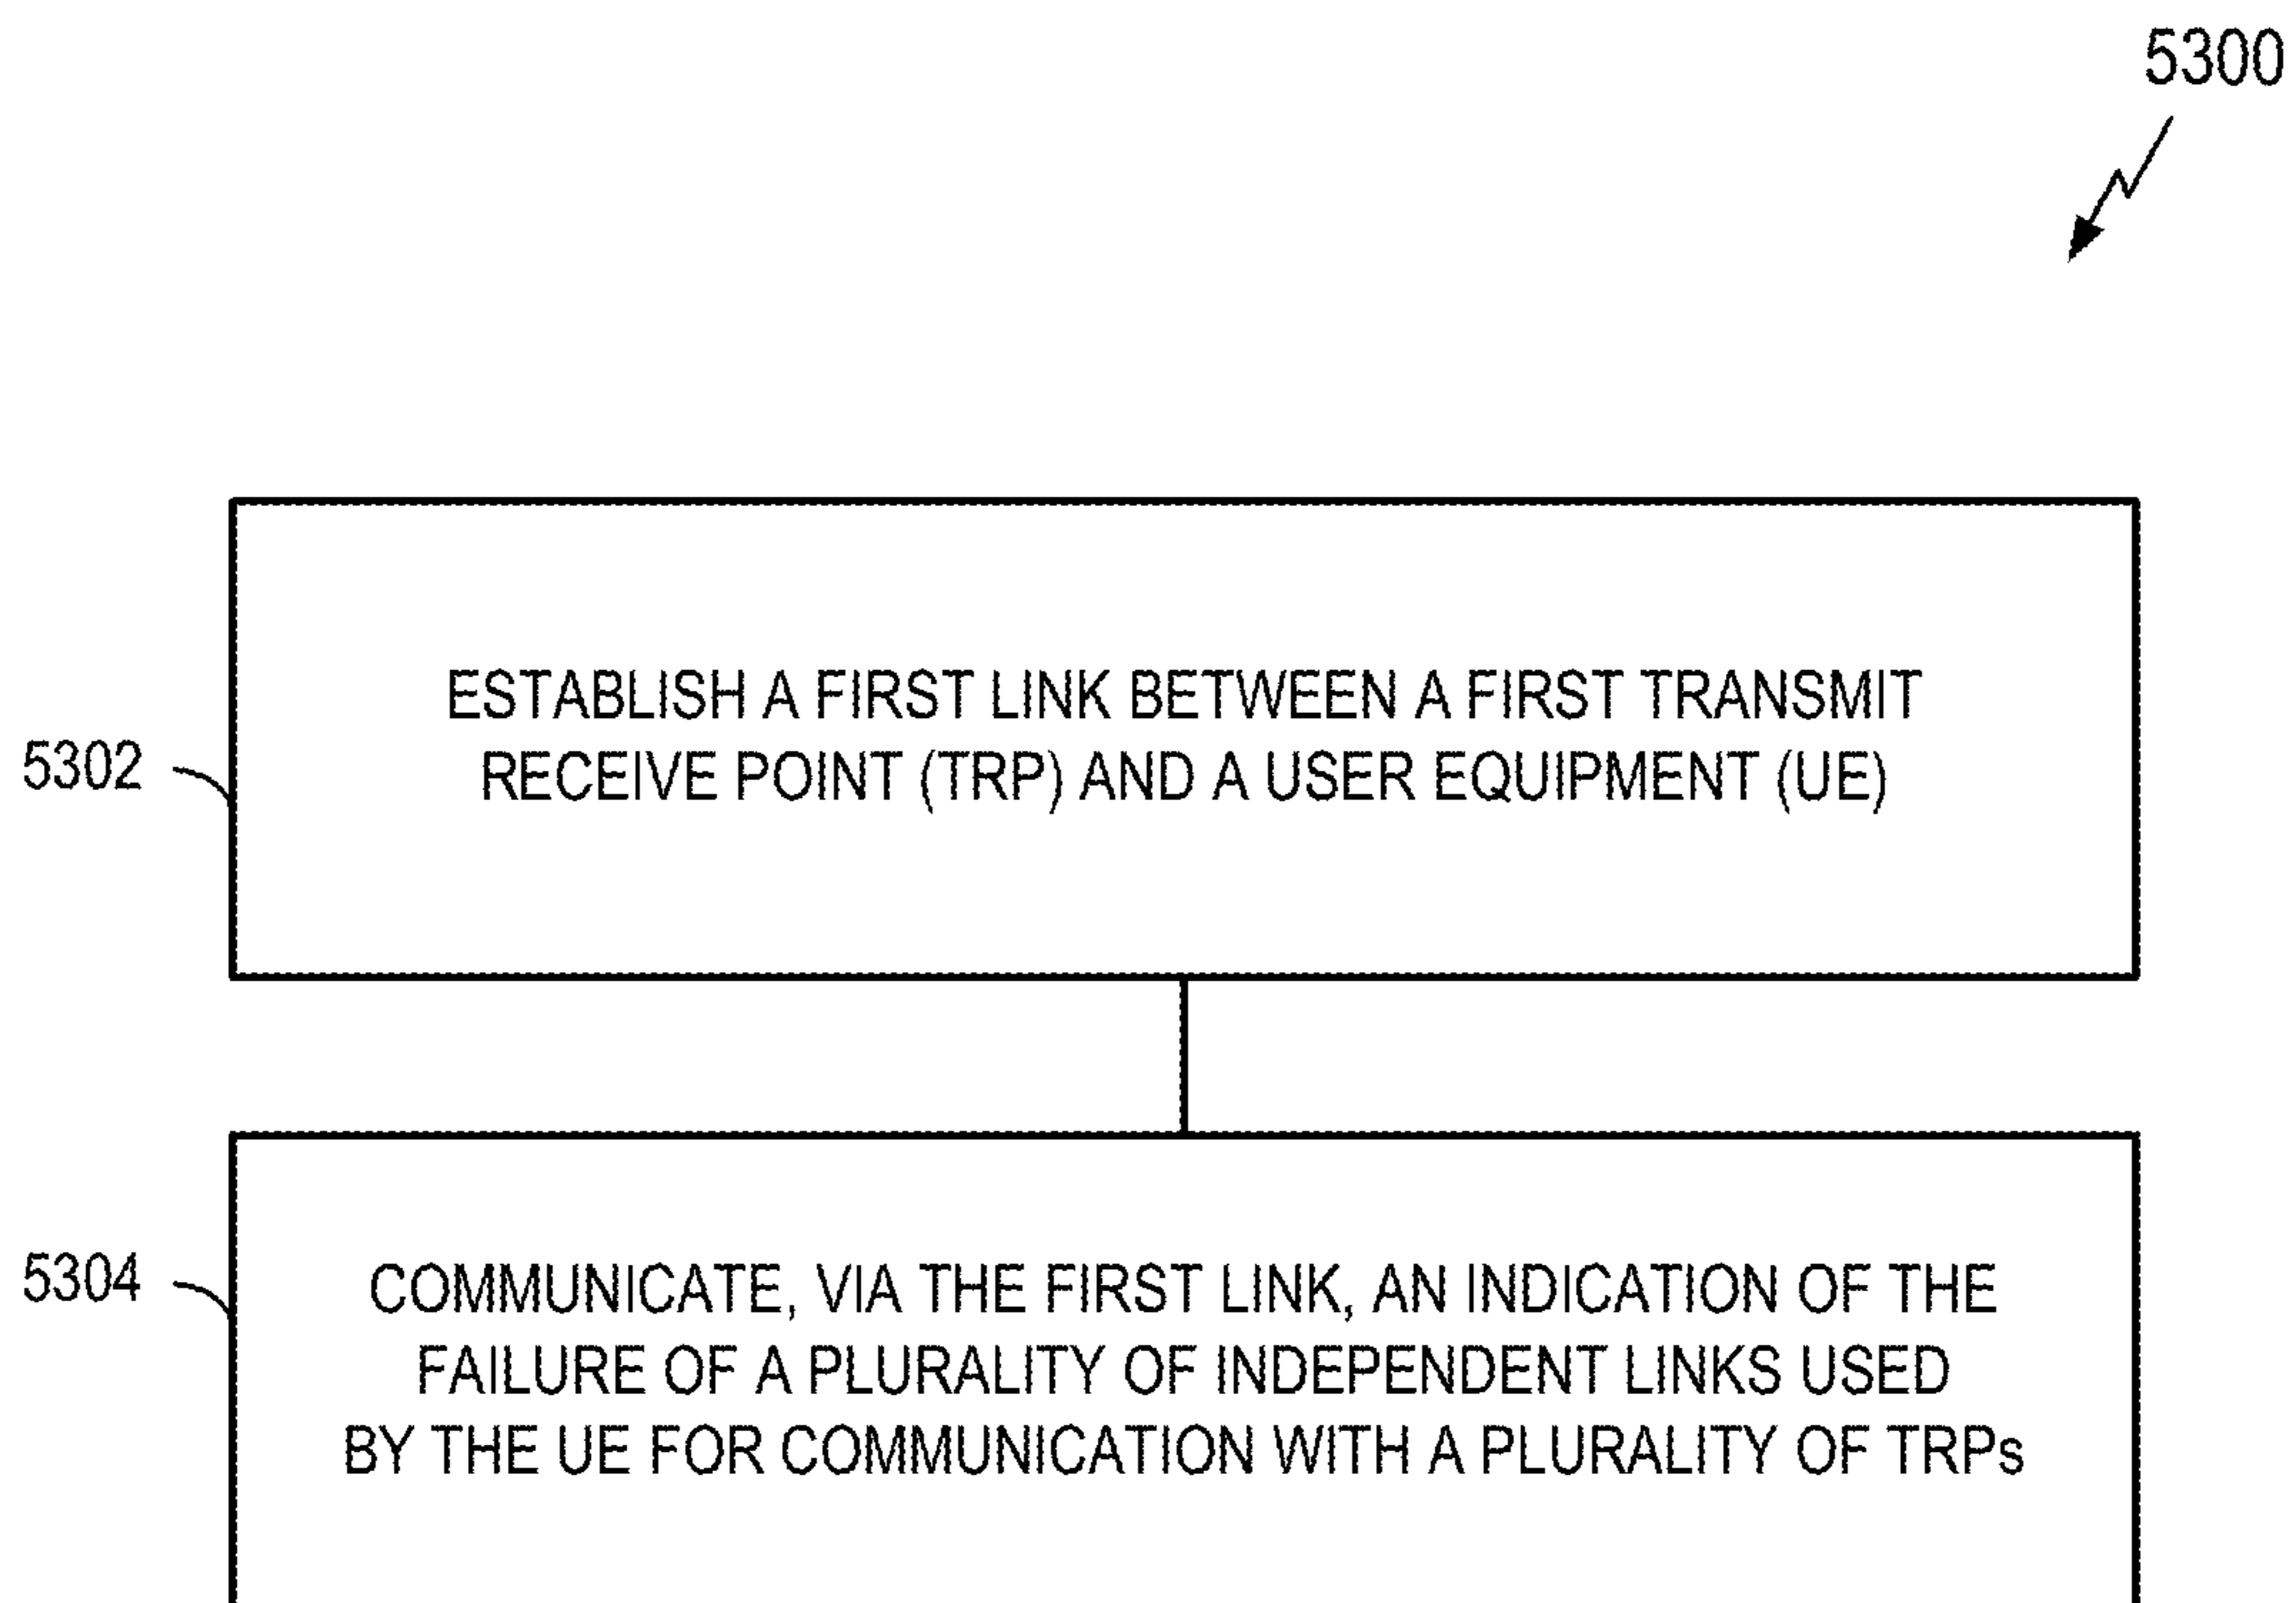 5300
ESTABLISH A FIRST LINK BETWEEN A FIRST TRANSMIT
RECEIVE POINT (TRP) AND A USER EQUIPMENT (UE)
5302
5304
COMMUNICATE, VIA THE FIRST LINK, AN INDICATION OF THE
FAILURE OF A PLURALITY OF INDEPENDENT LINKS USED
BY THE UE FOR COMMUNICATION WITH A PLURALITY OF TRPs